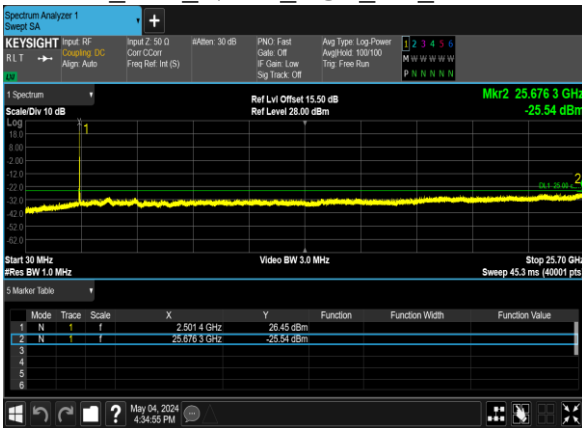 Spectrum Analyzer 1
Swept SA
+
KEYSIGHT Input: RF Input Z: 50 Ω #Atten: 30 dB PNO: Fast Avg Type: Log-Power 1 2 3 4 5 6
RLT Coupling: DC Corr CCorr Gate: Off Avg|Hold: 100/100 M W W W W W
Align: Auto Freq Ref: Int (S) IF Gain: Low Trig: Free Run
LV Sig Track: Off P N N N N N
1 Spectrum Ref Lvl Offset 15.50 dB Mkr2 25.676 3 GHz
Scale/Div 10 dB Ref Level 28.00 dBm -25.54 dBm
Log
18.0 1
8.00
-2.00
-12.0 2
-22.0
-32.0
-42.0
-52.0
-62.0
Start 30 MHz Video BW 3.0 MHz Stop 25.70 GHz
#Res BW 1.0 MHz Sweep 45.3 ms (40001 pts
5 Marker Table
Mode Trace Scale X Y Function Function Width Function Value
1 N 1 f 2.501 4 GHz 26.45 dBm
2 N 1 f 25.676 3 GHz -25.54 dBm
3
4
5
6
? May 04, 2024
4:34:55 PM